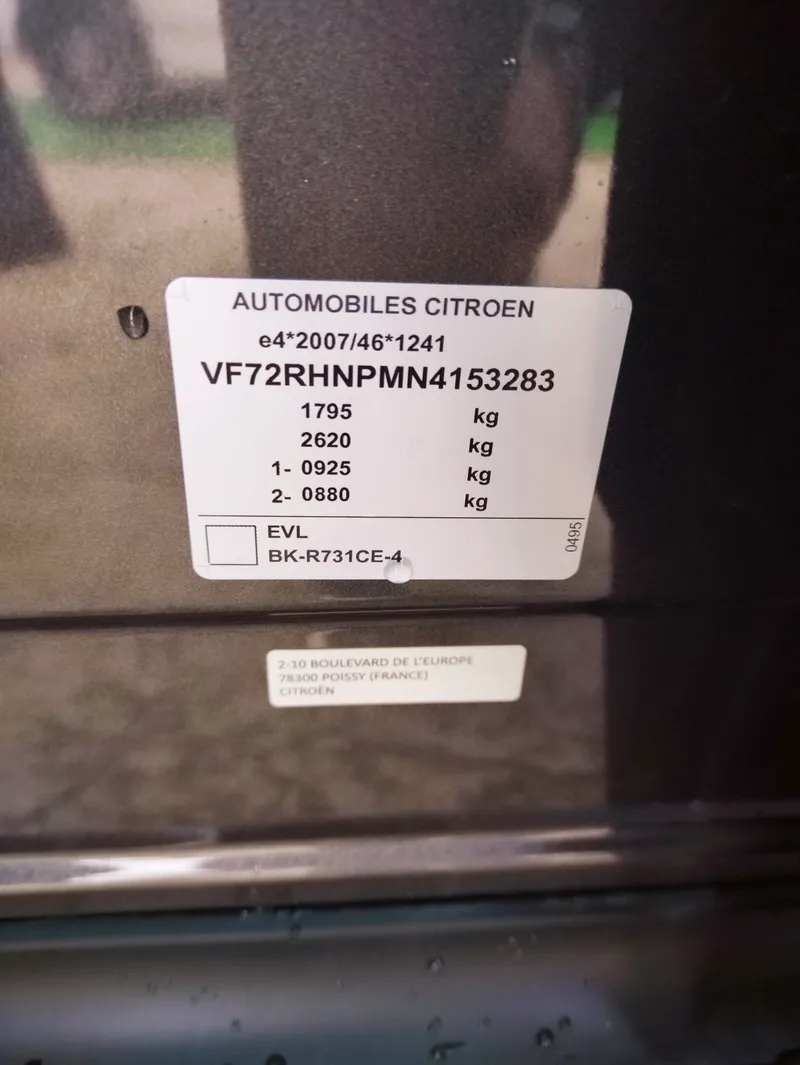 AUTOMOBILES CITROEN
e4*2007/46*1241
VF72RHNPMN4153283
1795 kg
2620 kg
1- 0925 kg
2- 0880 kg
EVL
BK-R731CE-4
0495
2-10 BOULEVARD DE L'EUROPE
78300 POISSY (FRANCE)
CITROËN